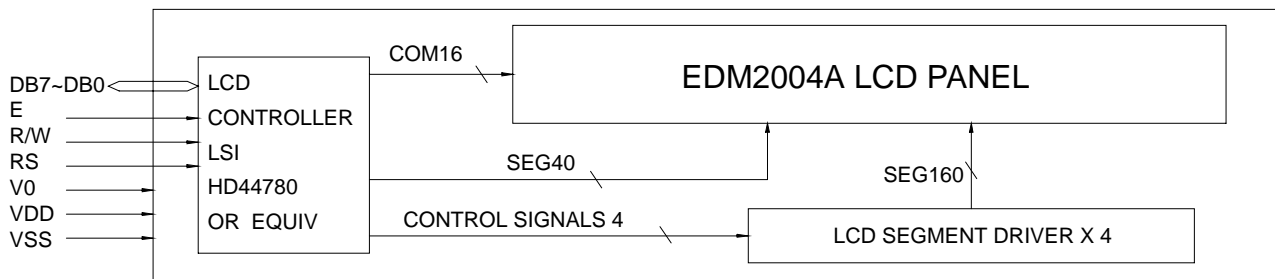 DB7~DB0
E
R/W
RS
V0
VDD
VSS
LCD
CONTROLLER
LSI
HD44780
OR EQUIV
COM16
EDM2004A LCD PANEL
SEG40
SEG160
CONTROL SIGNALS 4
LCD SEGMENT DRIVER X 4